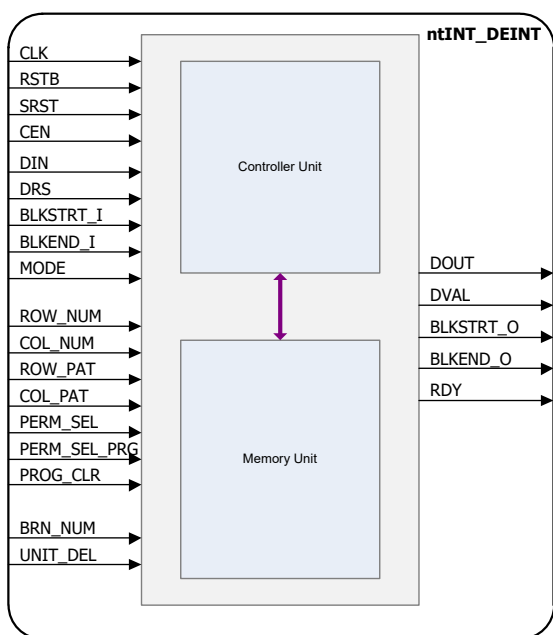 ntINT_DEINT
CLK
RSTB
SRST
CEN
DIN
DRS
BLKSTRT_I
BLKEND_I
MODE
ROW_NUM
COL_NUM
ROW_PAT
COL_PAT
PERM_SEL
PERM_SEL_PRG
PROG_CLR
BRN_NUM
UNIT_DEL
Controller Unit
Memory Unit
DOUT
DVAL
BLKSTRT_O
BLKEND_O
RDY